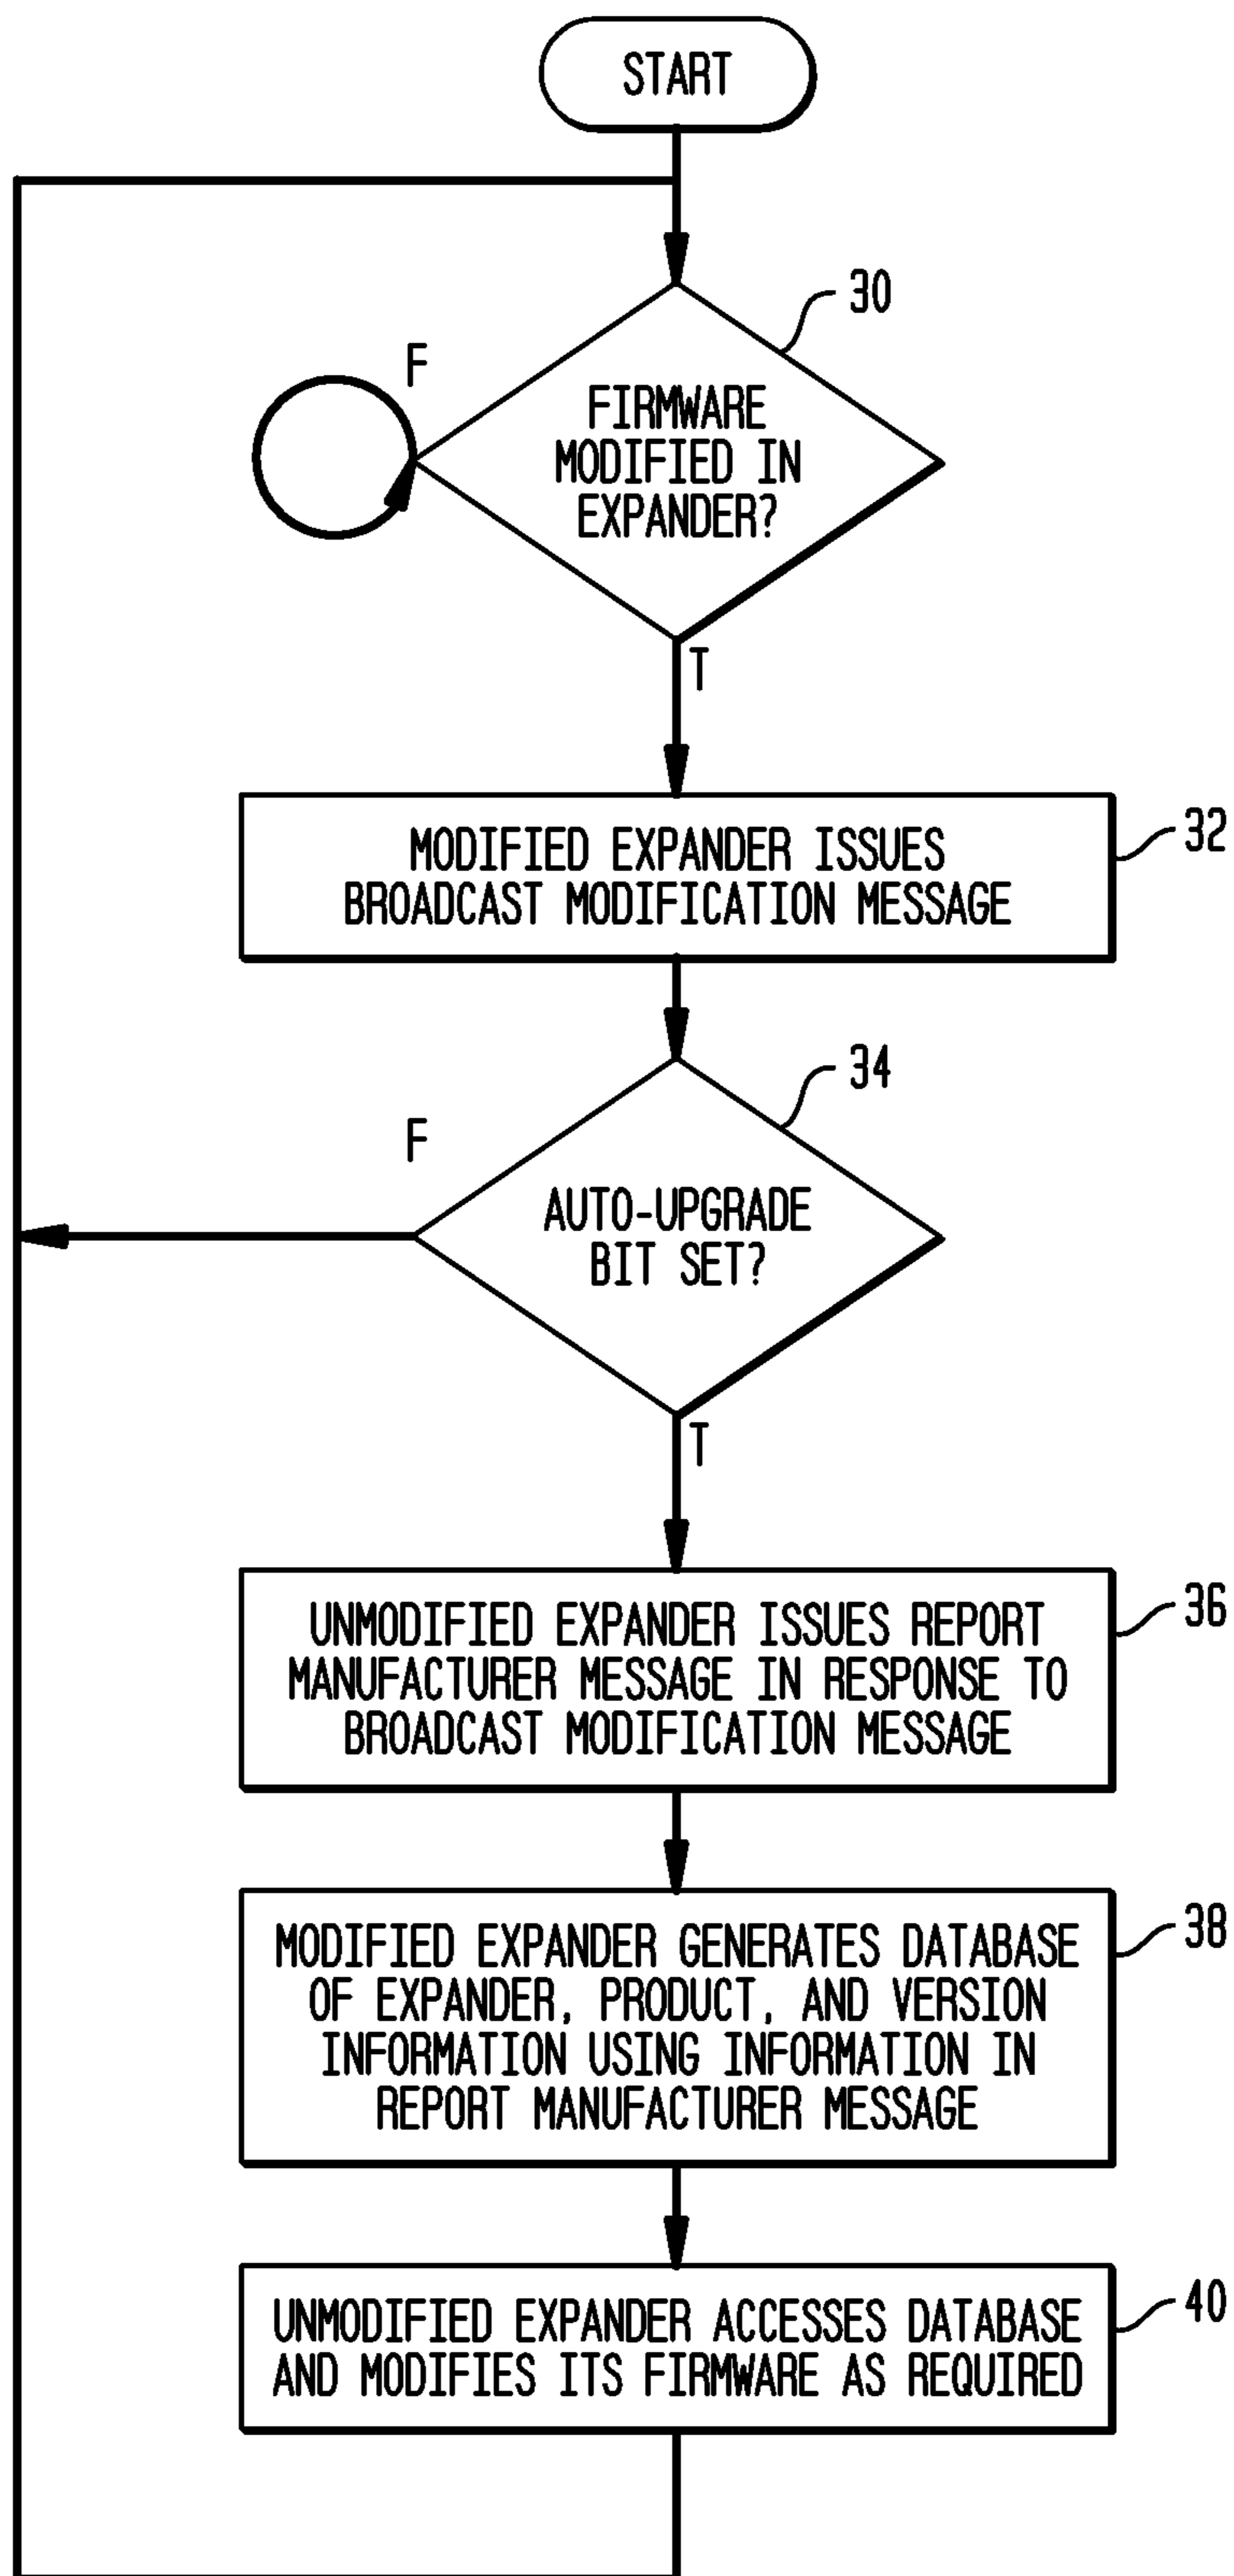 START
30
F
FIRMWARE
MODIFIED IN
EXPANDER?
T
32
MODIFIED EXPANDER ISSUES
BROADCAST MODIFICATION MESSAGE
34
F
AUTO-UPGRADE
BIT SET?
T
36
UNMODIFIED EXPANDER ISSUES REPORT
MANUFACTURER MESSAGE IN RESPONSE TO
BROADCAST MODIFICATION MESSAGE
38
MODIFIED EXPANDER GENERATES DATABASE
OF EXPANDER, PRODUCT, AND VERSION
INFORMATION USING INFORMATION IN
REPORT MANUFACTURER MESSAGE
40
UNMODIFIED EXPANDER ACCESSES DATABASE
AND MODIFIES ITS FIRMWARE AS REQUIRED